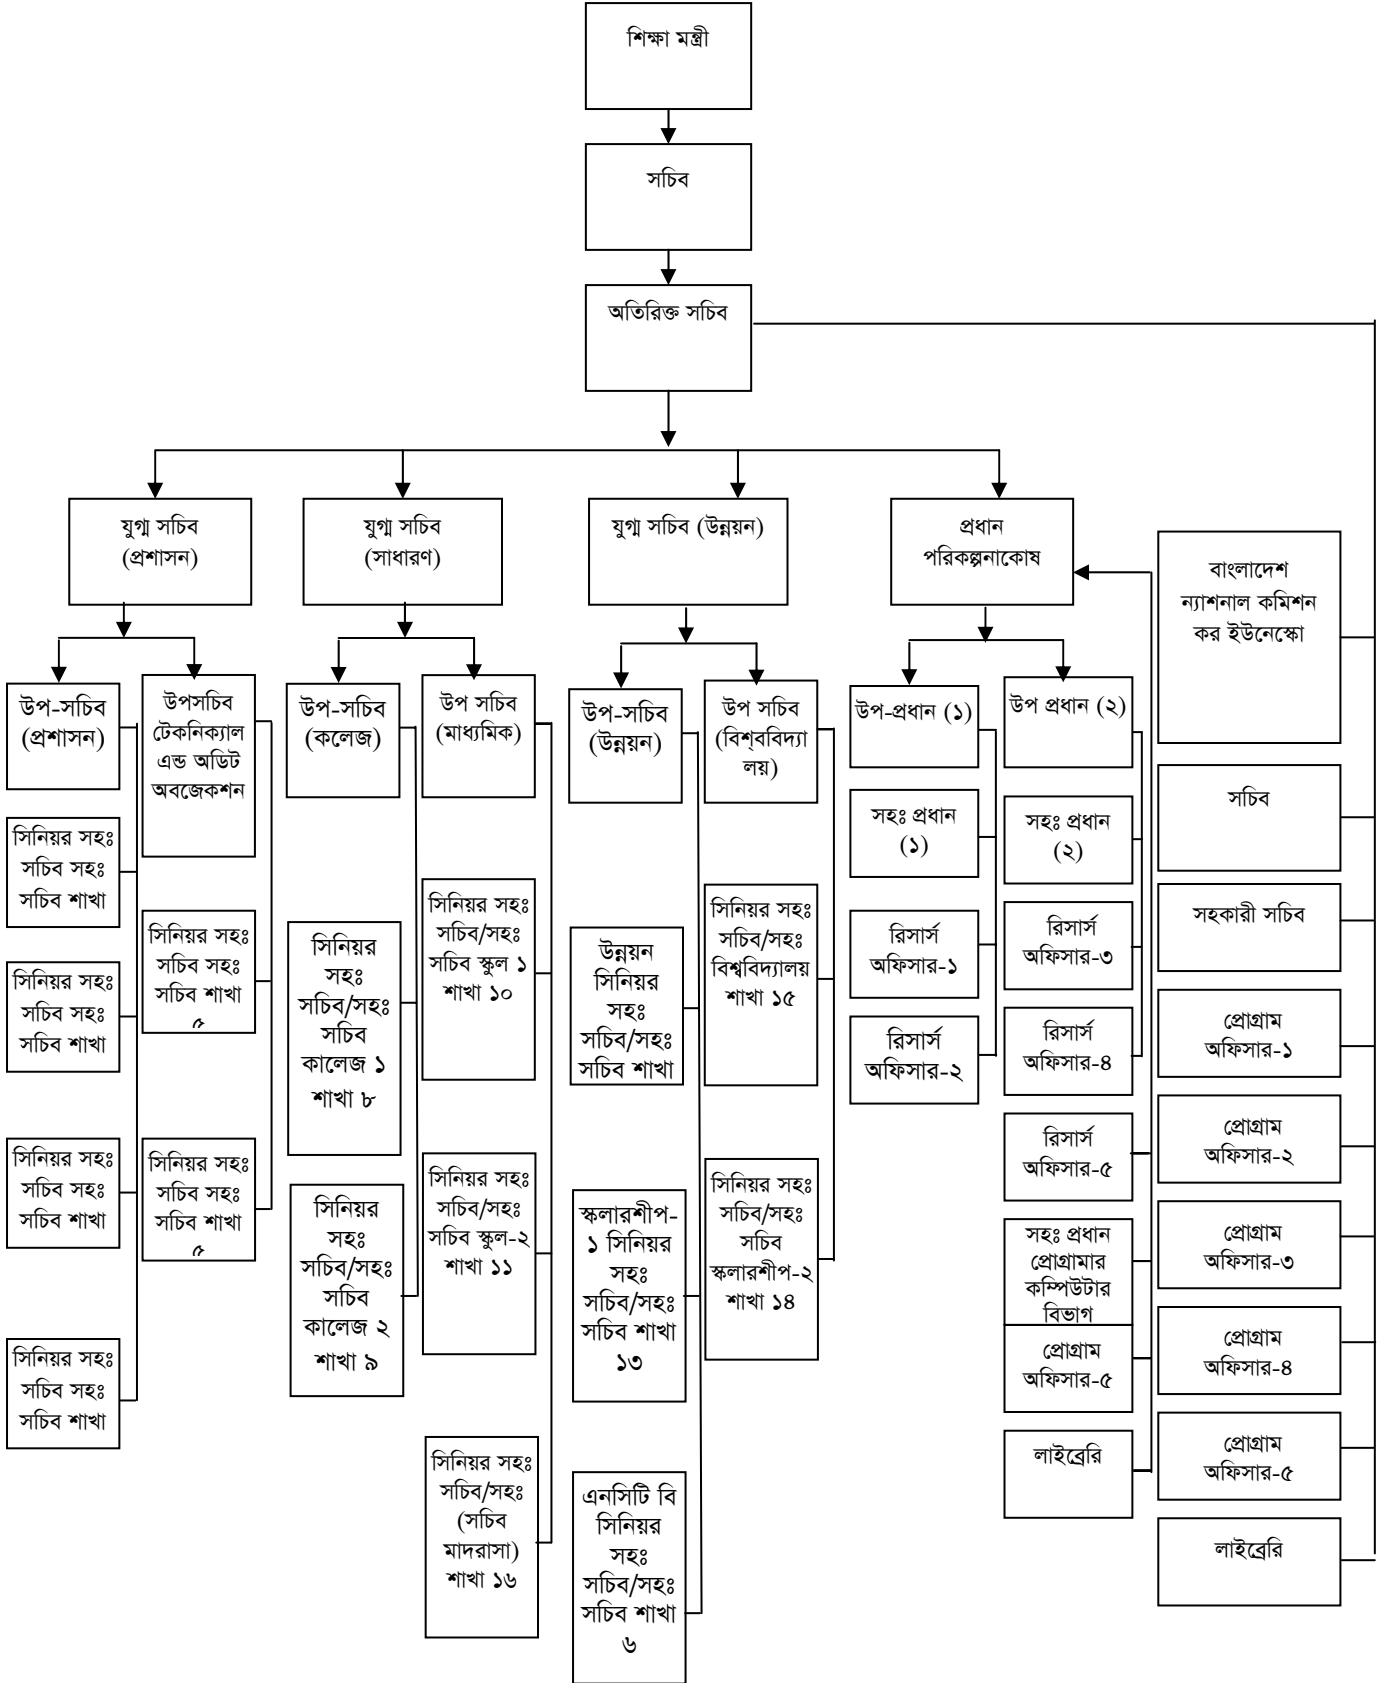 শিক্ষা মন্ত্রী
সচিব
অতিরিক্ত সচিব
যুগ্ম সচিব
(প্রশাসন)
যুগ্ম সচিব
(সাধারণ)
যুগ্ম সচিব (উন্নয়ন)
প্রধান
পরিকল্পনাকোষ
বাংলাদেশ
ন্যাশনাল কমিশন
কর ইউনেস্কো
উপ-সচিব
(প্রশাসন)
উপসচিব
টেকনিক্যাল
এন্ড অডিট
অবজেকশন
উপ-সচিব
(কলেজ)
উপ সচিব
(মাধ্যমিক)
উপ-সচিব
(উন্নয়ন)
উপ সচিব
(বিশ্ববিদ্যা
লয়)
উপ-প্রধান (১)
উপ প্রধান (২)
সচিব
সিনিয়র সহঃ
সচিব সহঃ
সচিব শাখা
সিনিয়র সহঃ
সচিব সহঃ
সচিব শাখা
সিনিয়র সহঃ
সচিব সহঃ
সচিব শাখা
সিনিয়র সহঃ
সচিব সহঃ
সচিব শাখা
সিনিয়র সহঃ
সচিব সহঃ
সচিব শাখা
৫
সিনিয়র সহঃ
সচিব সহঃ
সচিব শাখা
৫
সিনিয়র
সহঃ
সচিব/সহঃ
সচিব
কালেজ ১
শাখা ৮
সিনিয়র
সহঃ
সচিব/সহঃ
সচিব
কালেজ ২
শাখা ৯
সিনিয়র সহঃ
সচিব/সহঃ
সচিব স্কুল ১
শাখা ১০
সিনিয়র সহঃ
সচিব/সহঃ
সচিব স্কুল-২
শাখা ১১
সিনিয়র সহঃ
সচিব/সহঃ
(সচিব
মাদরাসা)
শাখা ১৬
উন্নয়ন
সিনিয়র
সহঃ
সচিব/সহঃ
সচিব শাখা
স্কলারশীপ-
১ সিনিয়র
সহঃ
সচিব/সহঃ
সচিব শাখা
১৩
এনসিটি বি
সিনিয়র
সহঃ
সচিব/সহঃ
সচিব শাখা
৬
সিনিয়র সহঃ
সচিব/সহঃ
বিশ্ববিদ্যালয়
শাখা ১৫
সিনিয়র সহঃ
সচিব/সহঃ
সচিব
স্কলারশীপ-২
শাখা ১৪
সহঃ প্রধান
(১)
রিসার্স
অফিসার-১
রিসার্স
অফিসার-২
সহঃ প্রধান
(২)
রিসার্স
অফিসার-৩
রিসার্স
অফিসার-৪
রিসার্স
অফিসার-৫
সহঃ প্রধান
প্রোগ্রামার
কম্পিউটার
বিভাগ
প্রোগ্রাম
অফিসার-৫
লাইব্রেরি
সহকারী সচিব
প্রোগ্রাম
অফিসার-১
প্রোগ্রাম
অফিসার-২
প্রোগ্রাম
অফিসার-৩
প্রোগ্রাম
অফিসার-৪
প্রোগ্রাম
অফিসার-৫
লাইব্রেরি